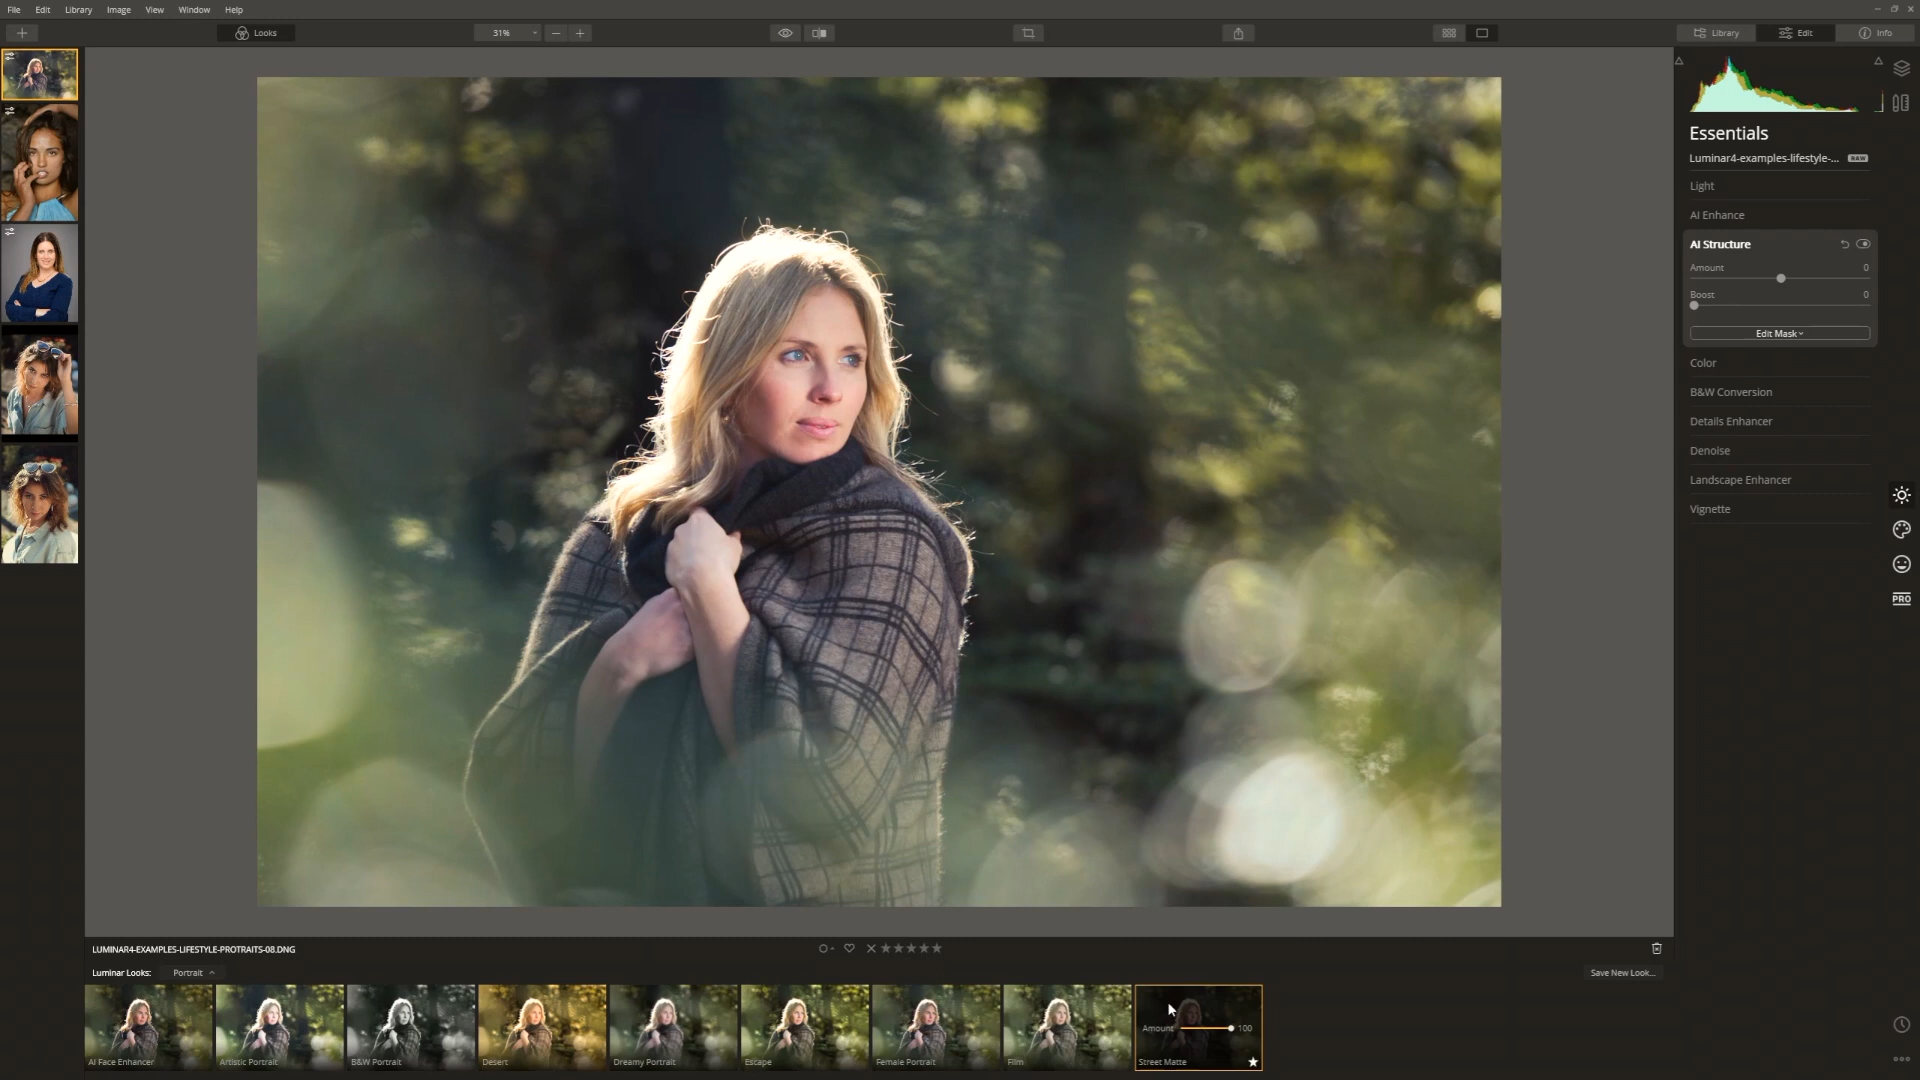 File Edit Library Image View Window Help
Looks 31% Library Edit Info
Essentials
Luminar4-examples-lifestyle-... RAW
Light
AI Enhance
AI Structure
Amount 0
Boost 0
Edit Mask
Color
B&W Conversion
Details Enhancer
Denoise
Landscape Enhancer
Vignette
PRO
LUMINAR4-EXAMPLES-LIFESTYLE-PROTRAITS-08.DNG
Luminar Looks: Portrait Save New Look...
Amount 100
AI Face Enhancer Artistic Portrait B&W Portrait Desert Dreamy Portrait Escape Female Portrait Film Street Matte